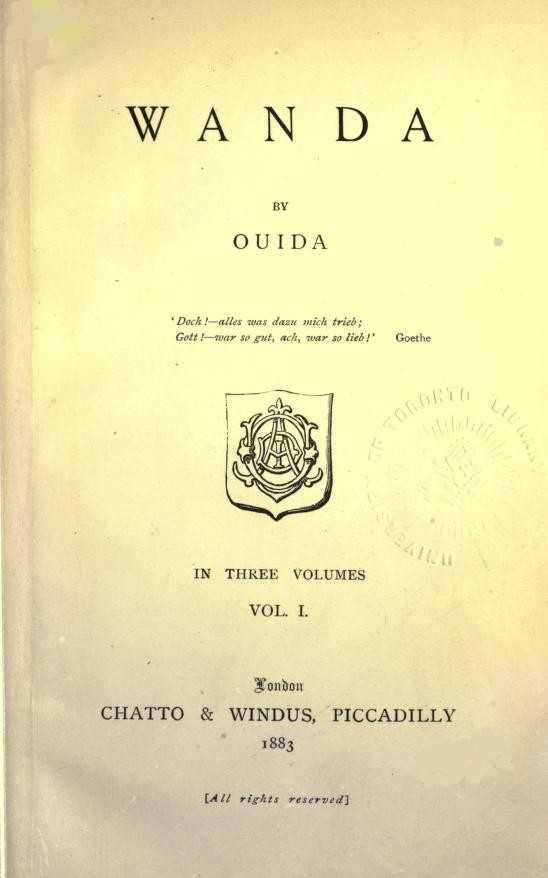 WANDA
BY
OUIDA
'Doch!—alles was dazu mich trieb;
Gott!—war so gut, ach, war so lieb!' Goethe
IN THREE VOLUMES
VOL. I.
London
CHATTO & WINDUS, PICCADILLY
1883
[All rights reserved]